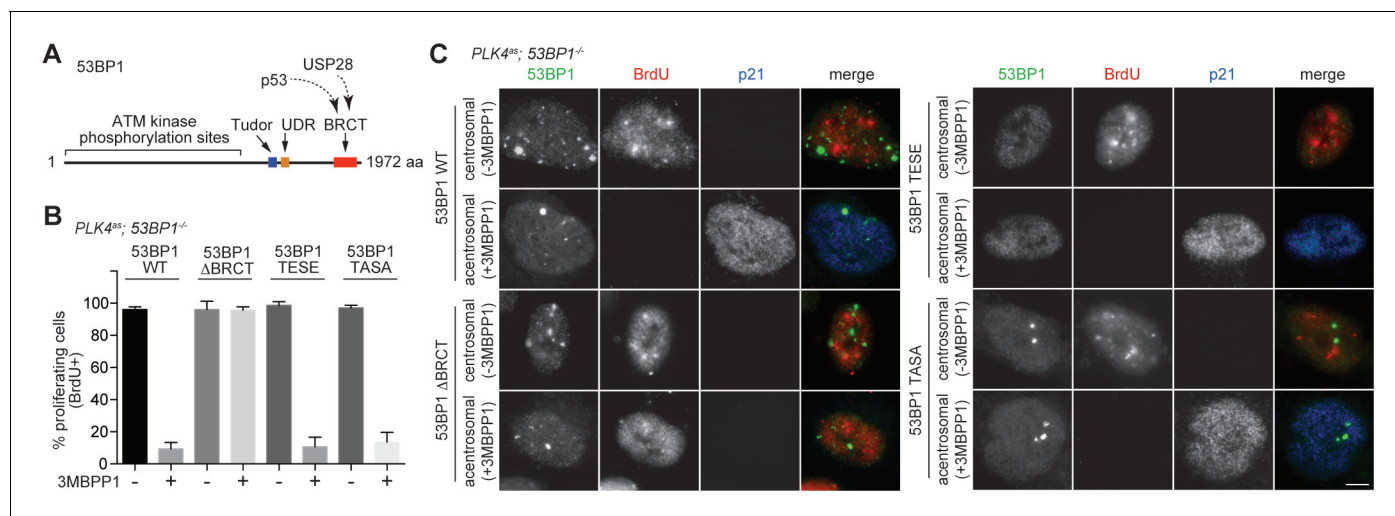 A
53BP1
USP28
p53
ATM kinase
phosphorylation sites
Tudor
UDR
BRCT
1
1972 aa
B
PLK4as; 53BP1-/-
53BP1 WT
53BP1 ΔBRCT
53BP1 TESE
53BP1 TASA
% proliferating cells
(BrdU+)
100
80
60
40
20
0
3MBPP1
- + - + - + - +
C
PLK4as; 53BP1-/-
53BP1 BrdU p21 merge
53BP1 WT
centrosomal
(-3MBPP1)
acentrosomal
(+3MBPP1)
53BP1 ΔBRCT
centrosomal
(-3MBPP1)
acentrosomal
(+3MBPP1)
53BP1 BrdU p21 merge
53BP1 TESE
centrosomal
(-3MBPP1)
acentrosomal
(+3MBPP1)
53BP1 TASA
centrosomal
(-3MBPP1)
acentrosomal
(+3MBPP1)